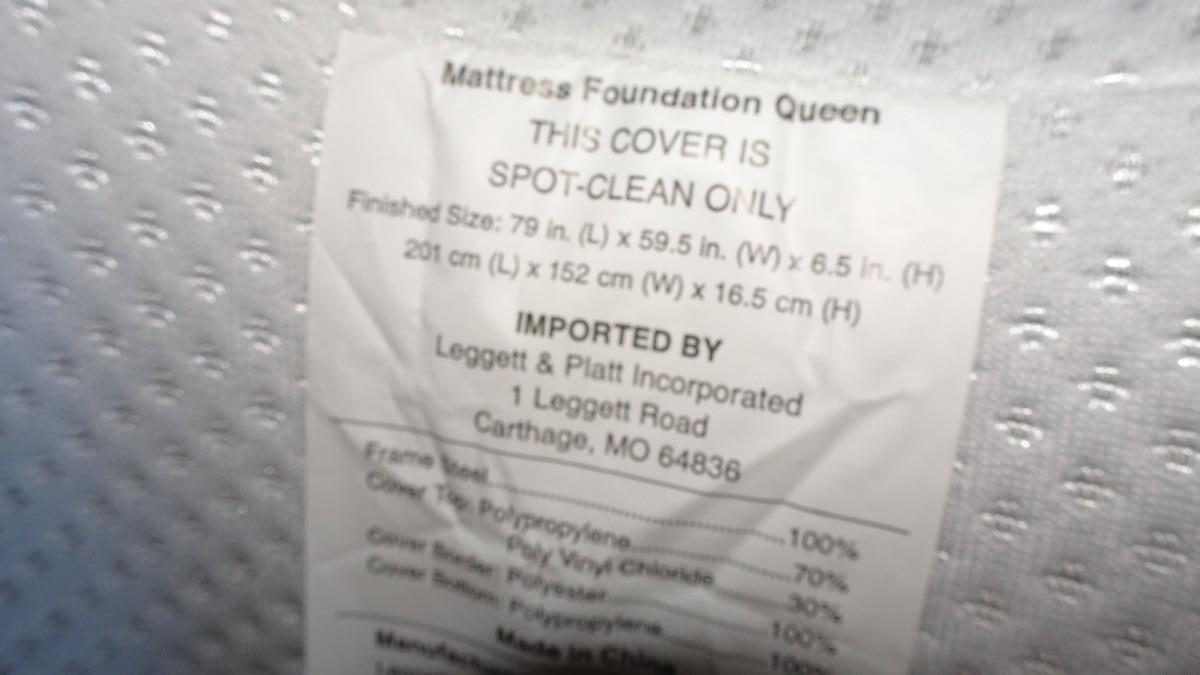 Mattress Foundation Queen
THIS COVER IS
SPOT-CLEAN ONLY
Finished Size: 79 in. (L) x 59.5 in. (W) x 6.5 in. (H)
201 cm (L) x 152 cm (W) x 16.5 cm (H)
IMPORTED BY
Leggett & Platt Incorporated
1 Leggett Road
Carthage, MO 64836
Frame Steel 100%
Cover Top: Polypropylene 70%
Poly Vinyl Chloride 30%
Cover Border: Polyester 100%
Cover Bottom: Polypropylene 100%
Made in China